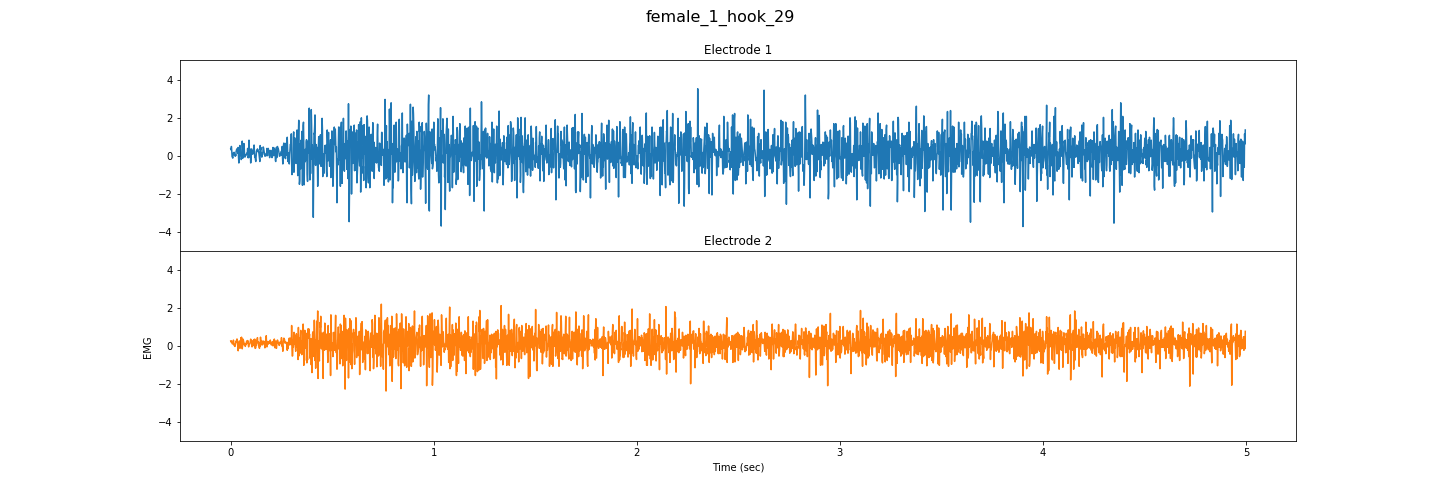 female_1_hook_29
Electrode 1
4
2
0
−2
−4
Electrode 2
4
2
0
−2
−4
EMG
0 1 2 3 4 5
Time (sec)